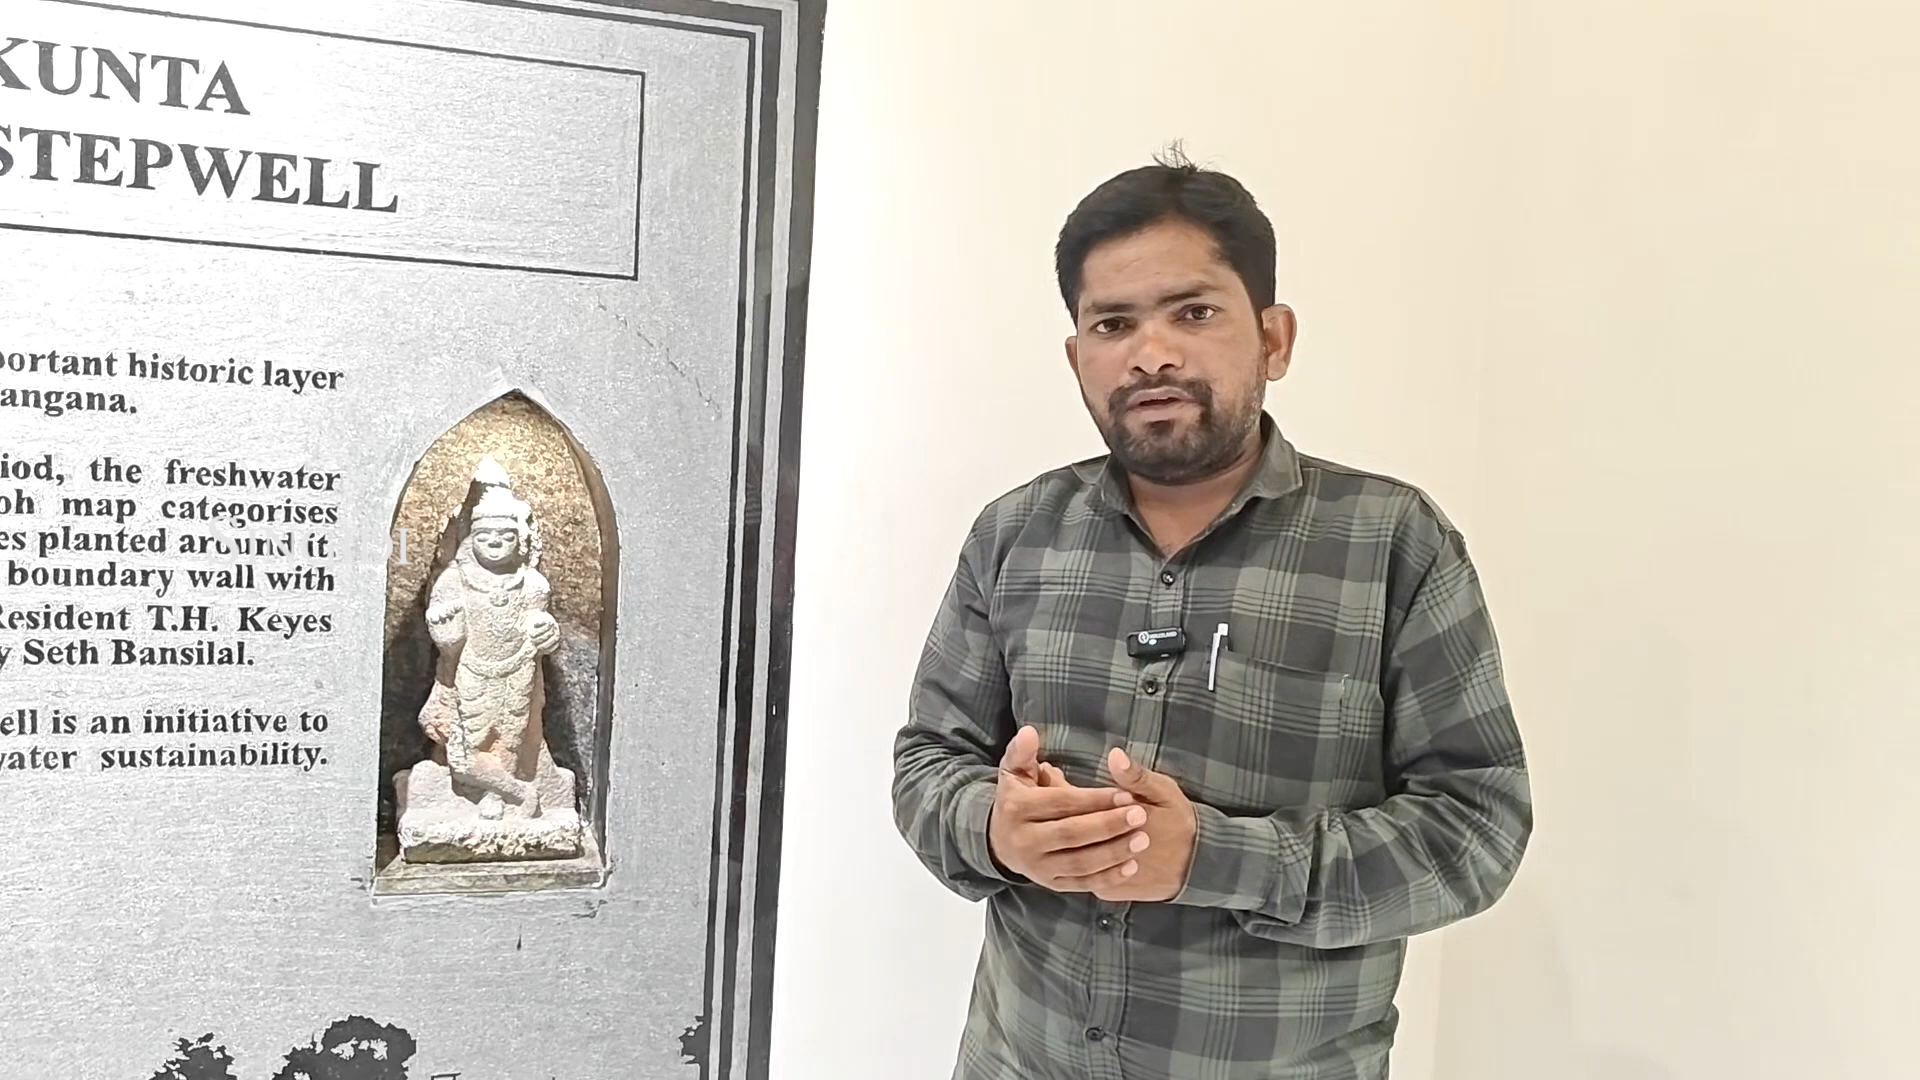 KUNTA
STEPWELL
portant historic layer
angana.
iod, the freshwater
oh map categorises
es planted around it.
boundary wall with
Resident T.H. Keyes
y Seth Bansilal.
ell is an initiative to
water sustainability.